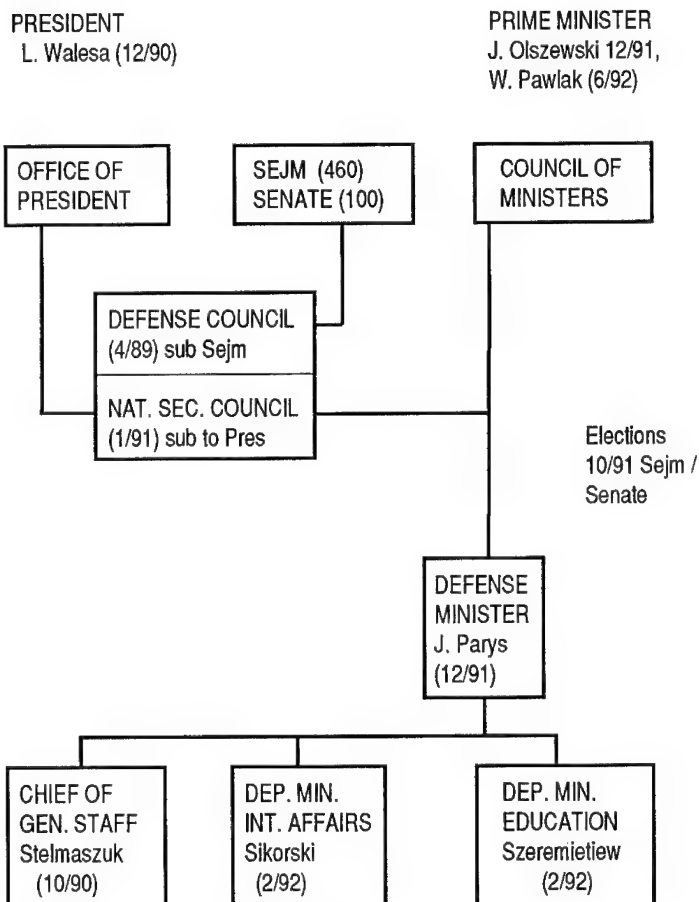 PRESIDENT
L. Walesa (12/90)
PRIME MINISTER
J. Olszewski 12/91,
W. Pawlak (6/92)
OFFICE OF
PRESIDENT
SEJM (460)
SENATE (100)
COUNCIL OF
MINISTERS
DEFENSE COUNCIL
(4/89) sub Sejm
NAT. SEC. COUNCIL
(1/91) sub to Pres
Elections
10/91 Sejm /
Senate
DEFENSE
MINISTER
J. Parys
(12/91)
CHIEF OF
GEN. STAFF
Stelmaszuk
(10/90)
DEP. MIN.
INT. AFFAIRS
Sikorski
(2/92)
DEP. MIN.
EDUCATION
Szeremietiew
(2/92)